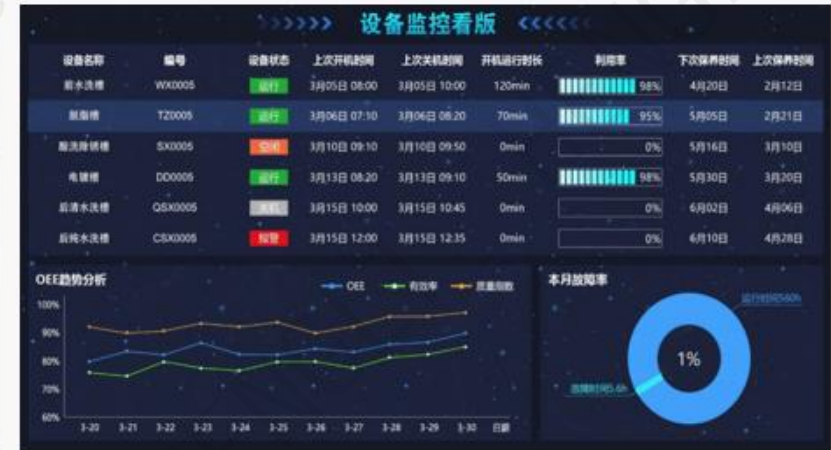 设备监控看版
设备名称 编号 设备状态 上次开机时间 上次关机时间 开机运行时长 利用率 下次保养时间 上次保养时间
前水洗槽 WX0005 运行 3月05日 08:00 3月05日 10:00 120min 98% 4月20日 2月12日
脱脂槽 TZ0005 运行 3月06日 07:10 3月06日 08:20 70min 95% 5月05日 2月21日
酸洗除锈槽 SX0005 空闲 3月10日 09:10 3月10日 09:50 0min 0% 5月16日 3月10日
电镀槽 DD0005 运行 3月13日 08:20 3月13日 09:10 50min 98% 5月30日 3月20日
后清水洗槽 QSX0005 关机 3月15日 10:00 3月15日 10:45 0min 0% 6月02日 4月06日
后纯水洗槽 CSX0005 报警 3月15日 12:00 3月15日 12:35 0min 0% 6月10日 4月28日
OEE趋势分析
OEE 有效率 质量指数
100%
90%
80%
70%
60%
3-20 3-21 3-22 3-23 3-24 3-25 3-26 3-27 3-28 3-29 3-30 日期
本月故障率
运行时间560h
1%
故障时间5.6h